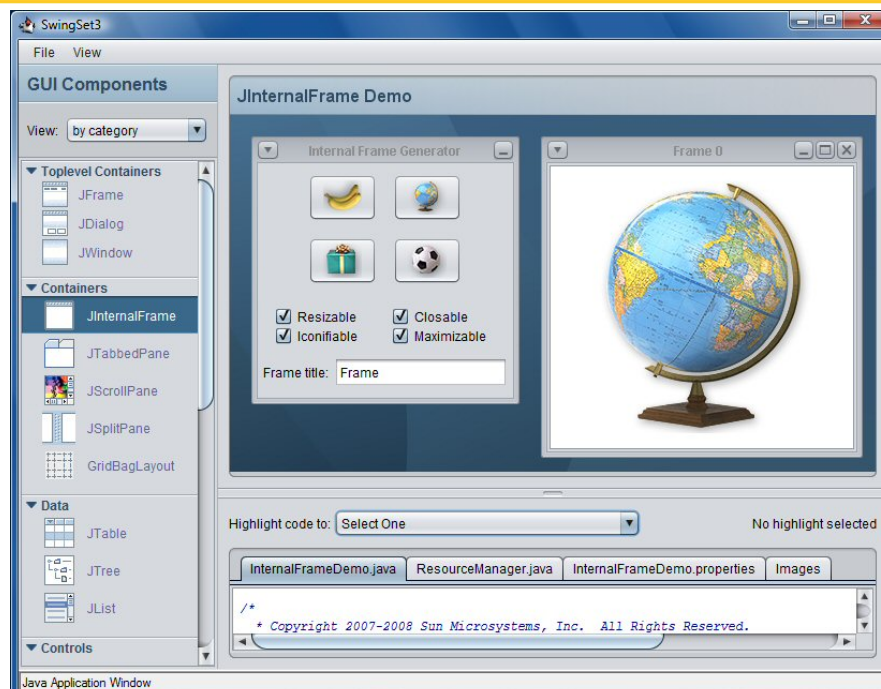 SwingSet3
File View
GUI Components
View: by category
Toplevel Containers
JFrame
JDialog
JWindow
Containers
JInternalFrame
JTabbedPane
JScrollPane
JSplitPane
GridBagLayout
Data
JTable
JTree
JList
Controls
JInternalFrame Demo
Internal Frame Generator
Resizable Closable
Iconifiable Maximizable
Frame title: Frame
Frame 0
Highlight code to: Select One No highlight selected
InternalFrameDemo.java ResourceManager.java InternalFrameDemo.properties Images
/*
* Copyright 2007-2008 Sun Microsystems, Inc. All Rights Reserved.
Java Application Window